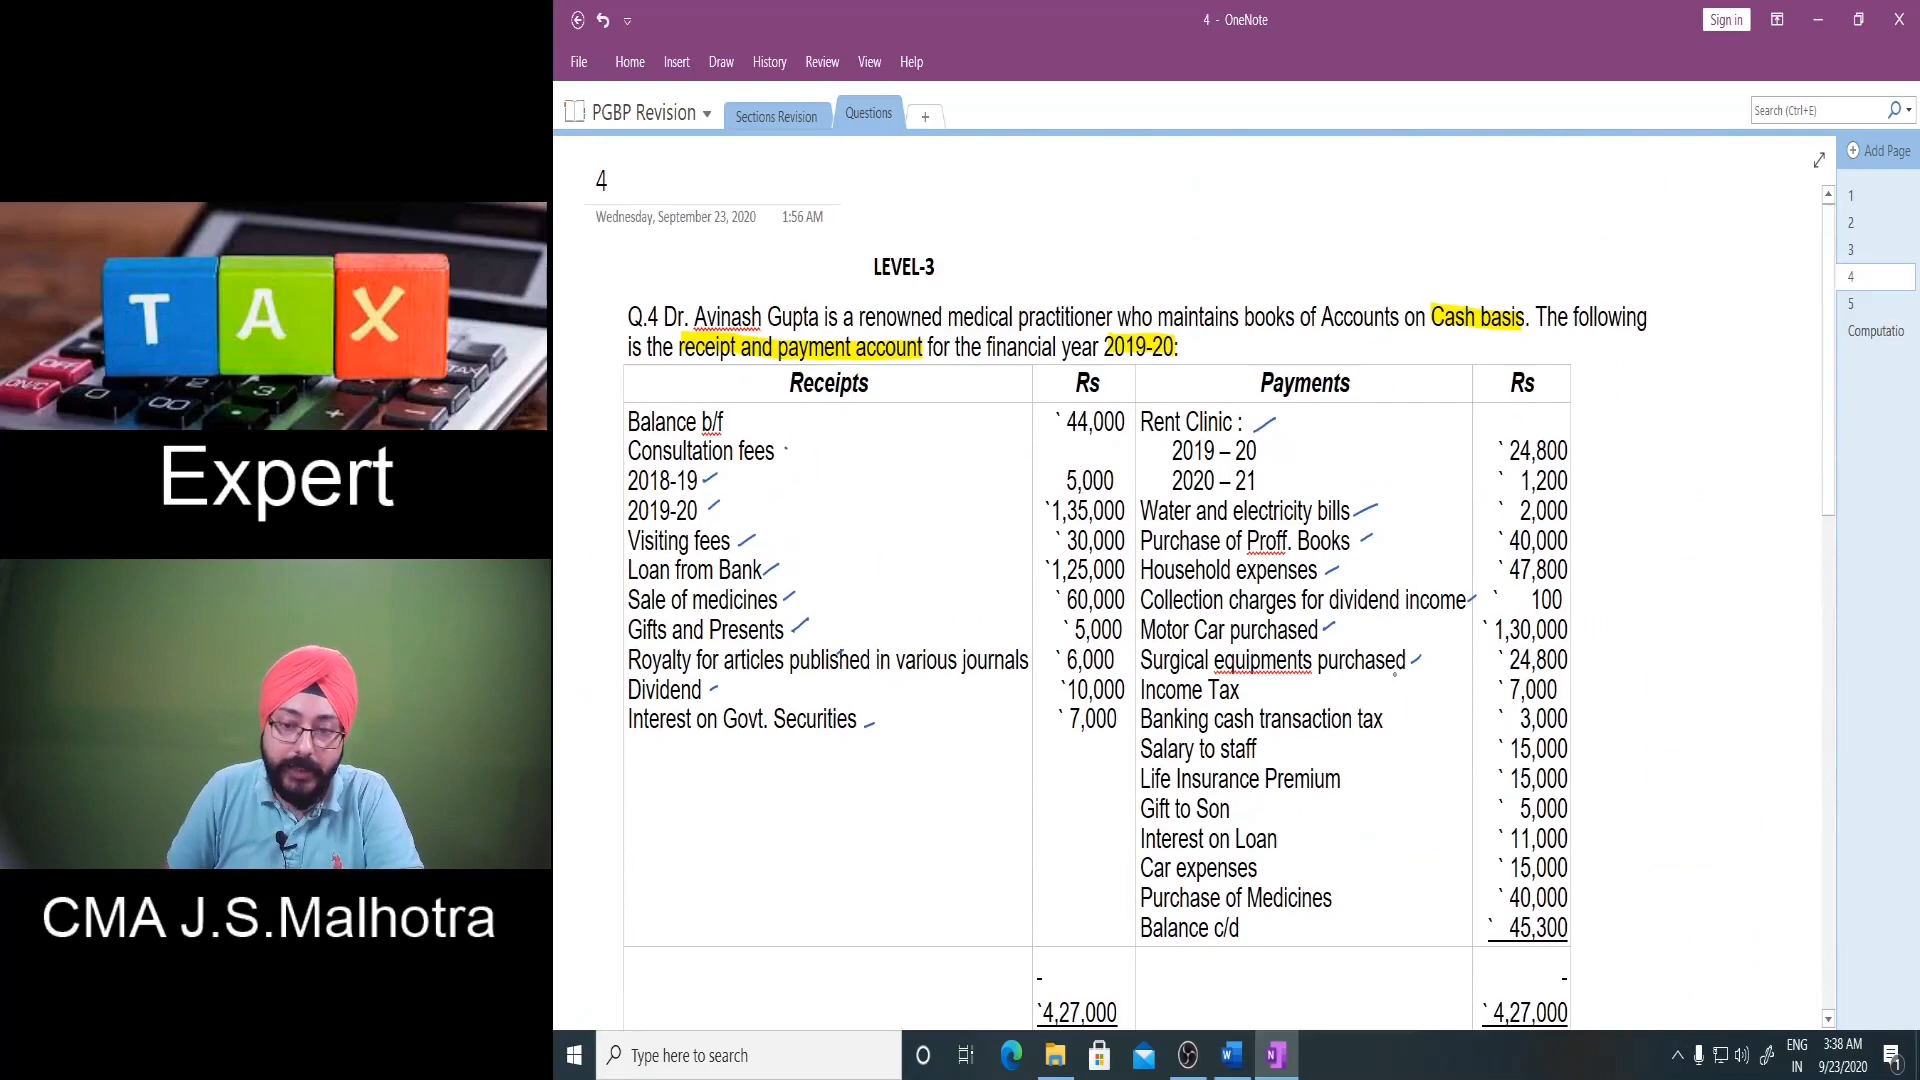 4 - OneNote
Sign in
File Home Insert Draw History Review View Help
PGBP Revision
Sections Revision
Questions
Search (Ctrl+E)
Add Page
4
Wednesday, September 23, 2020 1:56 AM
1
2
3
4
5
Computatio
LEVEL-3
Q.4 Dr. Avinash Gupta is a renowned medical practitioner who maintains books of Accounts on Cash basis. The following
is the receipt and payment account for the financial year 2019-20:
Receipts Rs Payments Rs
Balance b/f ` 44,000 Rent Clinic :
Consultation fees 2019 – 20 ` 24,800
2018-19 5,000 2020 – 21 ` 1,200
2019-20 `1,35,000 Water and electricity bills ` 2,000
Visiting fees ` 30,000 Purchase of Proff. Books ` 40,000
Loan from Bank `1,25,000 Household expenses ` 47,800
Sale of medicines ` 60,000 Collection charges for dividend income ` 100
Gifts and Presents ` 5,000 Motor Car purchased ` 1,30,000
Royalty for articles published in various journals ` 6,000 Surgical equipments purchased ` 24,800
Dividend `10,000 Income Tax ` 7,000
Interest on Govt. Securities ` 7,000 Banking cash transaction tax ` 3,000
Salary to staff ` 15,000
Life Insurance Premium ` 15,000
Gift to Son ` 5,000
Interest on Loan ` 11,000
Car expenses ` 15,000
Purchase of Medicines ` 40,000
Balance c/d ` 45,300
- -
`4,27,000 ` 4,27,000
TAX
Expert
CMA J.S.Malhotra
Type here to search
ENG
IN
3:38 AM
9/23/2020
1